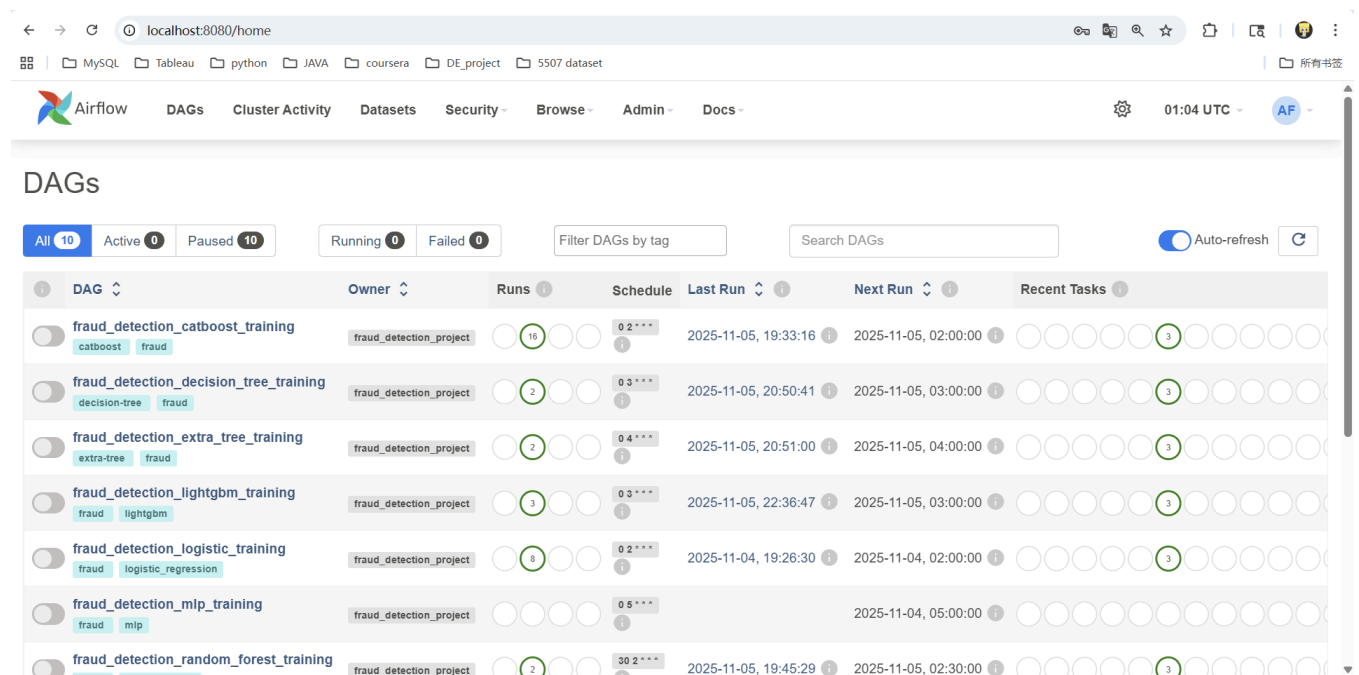 localhost:8080/home
MySQL Tableau python JAVA coursera DE_project 5507 dataset 所有书签
Airflow DAGs Cluster Activity Datasets Security Browse Admin Docs 01:04 UTC AF
DAGs
All 10 Active 0 Paused 10 Running 0 Failed 0 Filter DAGs by tag Search DAGs Auto-refresh
DAG Owner Runs Schedule Last Run Next Run Recent Tasks
fraud_detection_catboost_training fraud_detection_project 16 0 2 * * * 2025-11-05, 19:33:16 2025-11-05, 02:00:00 3
catboost fraud
fraud_detection_decision_tree_training fraud_detection_project 2 0 3 * * * 2025-11-05, 20:50:41 2025-11-05, 03:00:00 3
decision-tree fraud
fraud_detection_extra_tree_training fraud_detection_project 2 0 4 * * * 2025-11-05, 20:51:00 2025-11-05, 04:00:00 3
extra-tree fraud
fraud_detection_lightgbm_training fraud_detection_project 3 0 3 * * * 2025-11-05, 22:36:47 2025-11-05, 03:00:00 3
fraud lightgbm
fraud_detection_logistic_training fraud_detection_project 8 0 2 * * * 2025-11-04, 19:26:30 2025-11-04, 02:00:00 3
fraud logistic_regression
fraud_detection_mlp_training fraud_detection_project 0 5 * * * 2025-11-04, 05:00:00
fraud mlp
fraud_detection_random_forest_training fraud_detection_project 2 30 2 * * * 2025-11-05, 19:45:29 2025-11-05, 02:30:00 3